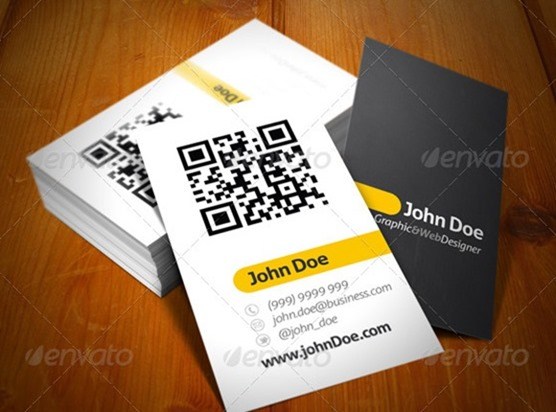 John Doe
(999) 9999 999
john.doe@business.com
@john_doe
www.johnDoe.com
John Doe
Graphic&WebDesigner
Doe
envato
envato
envato
envato
envato
envato
envato